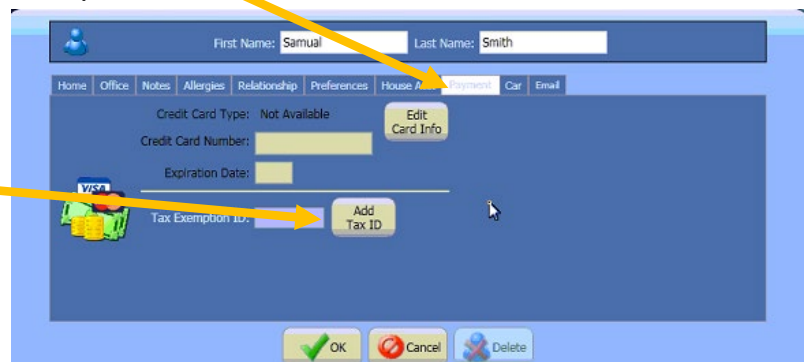 First Name: Samual Last Name: Smith
Home Office Notes Allergies Relationship Preferences House Payment Car Email
Credit Card Type: Not Available
Edit
Card Info
Credit Card Number:
Expiration Date:
VISA
Tax Exemption ID:
Add
Tax ID
OK Cancel Delete